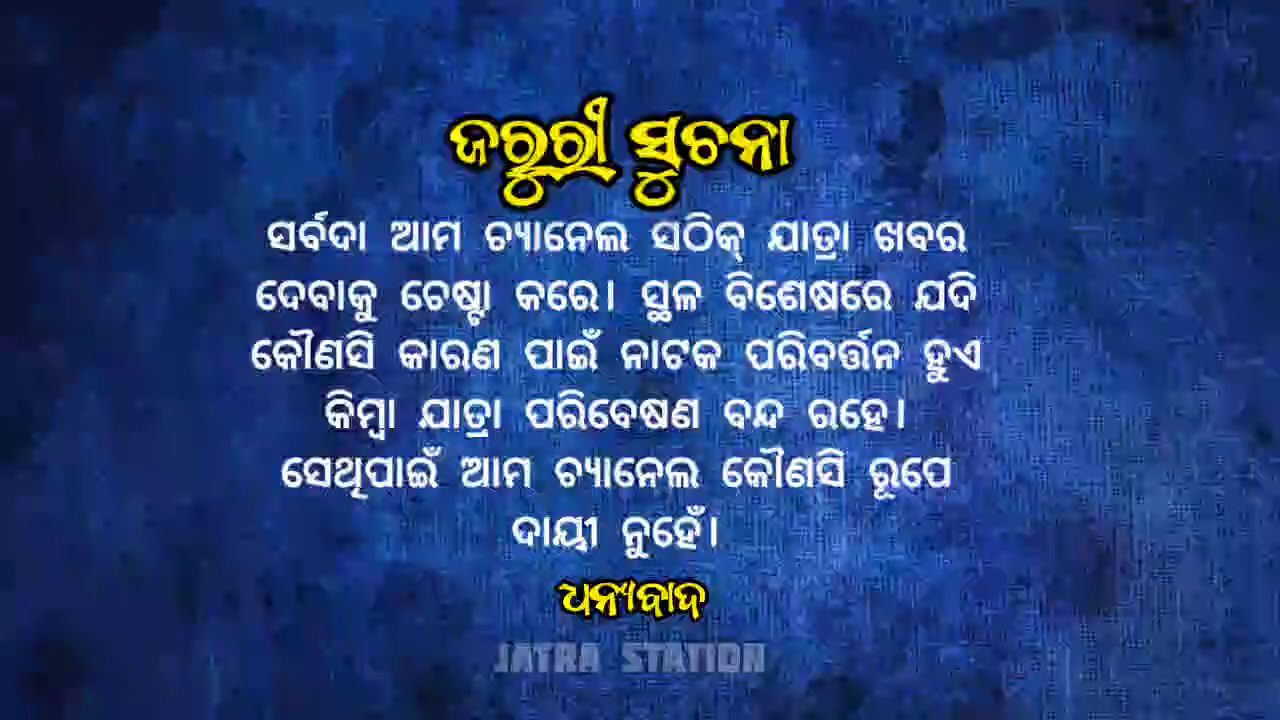 ଜରୁରୀ ସୁଚନା
ସର୍ବଦା ଆମ ଚ୍ୟାନେଲ ସଠିକ୍ ଯାତ୍ରା ଖବର
ଦେବାକୁ ଚେଷ୍ଟା କରେ। ସ୍ଥଳ ବିଶେଷରେ ଯଦି
କୌଣସି କାରଣ ପାଇଁ ନାଟକ ପରିବର୍ତ୍ତନ ହୁଏ
କିମ୍ବା ଯାତ୍ରା ପରିବେଷଣ ବନ୍ଦ ରହେ।
ସେଥିପାଇଁ ଆମ ଚ୍ୟାନେଲ କୌଣସି ରୂପେ
ଦାୟୀ ନୁହେଁ।
ଧନ୍ୟବାଦ
JATRA STATION